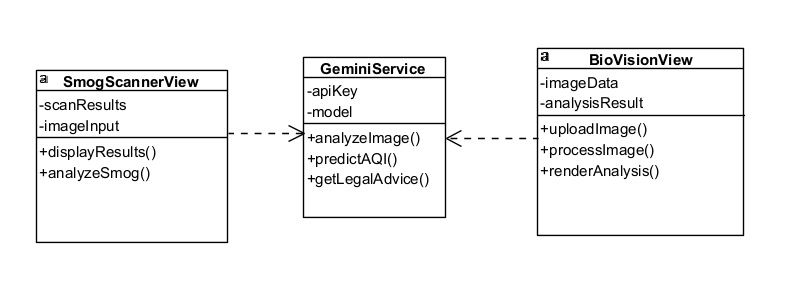 a
SmogScannerView
-scanResults
-imageInput
+displayResults()
+analyzeSmog()
GeminiService
-apiKey
-model
+analyzeImage()
+predictAQI()
+getLegalAdvice()
a
BioVisionView
-imageData
-analysisResult
+uploadImage()
+processImage()
+renderAnalysis()